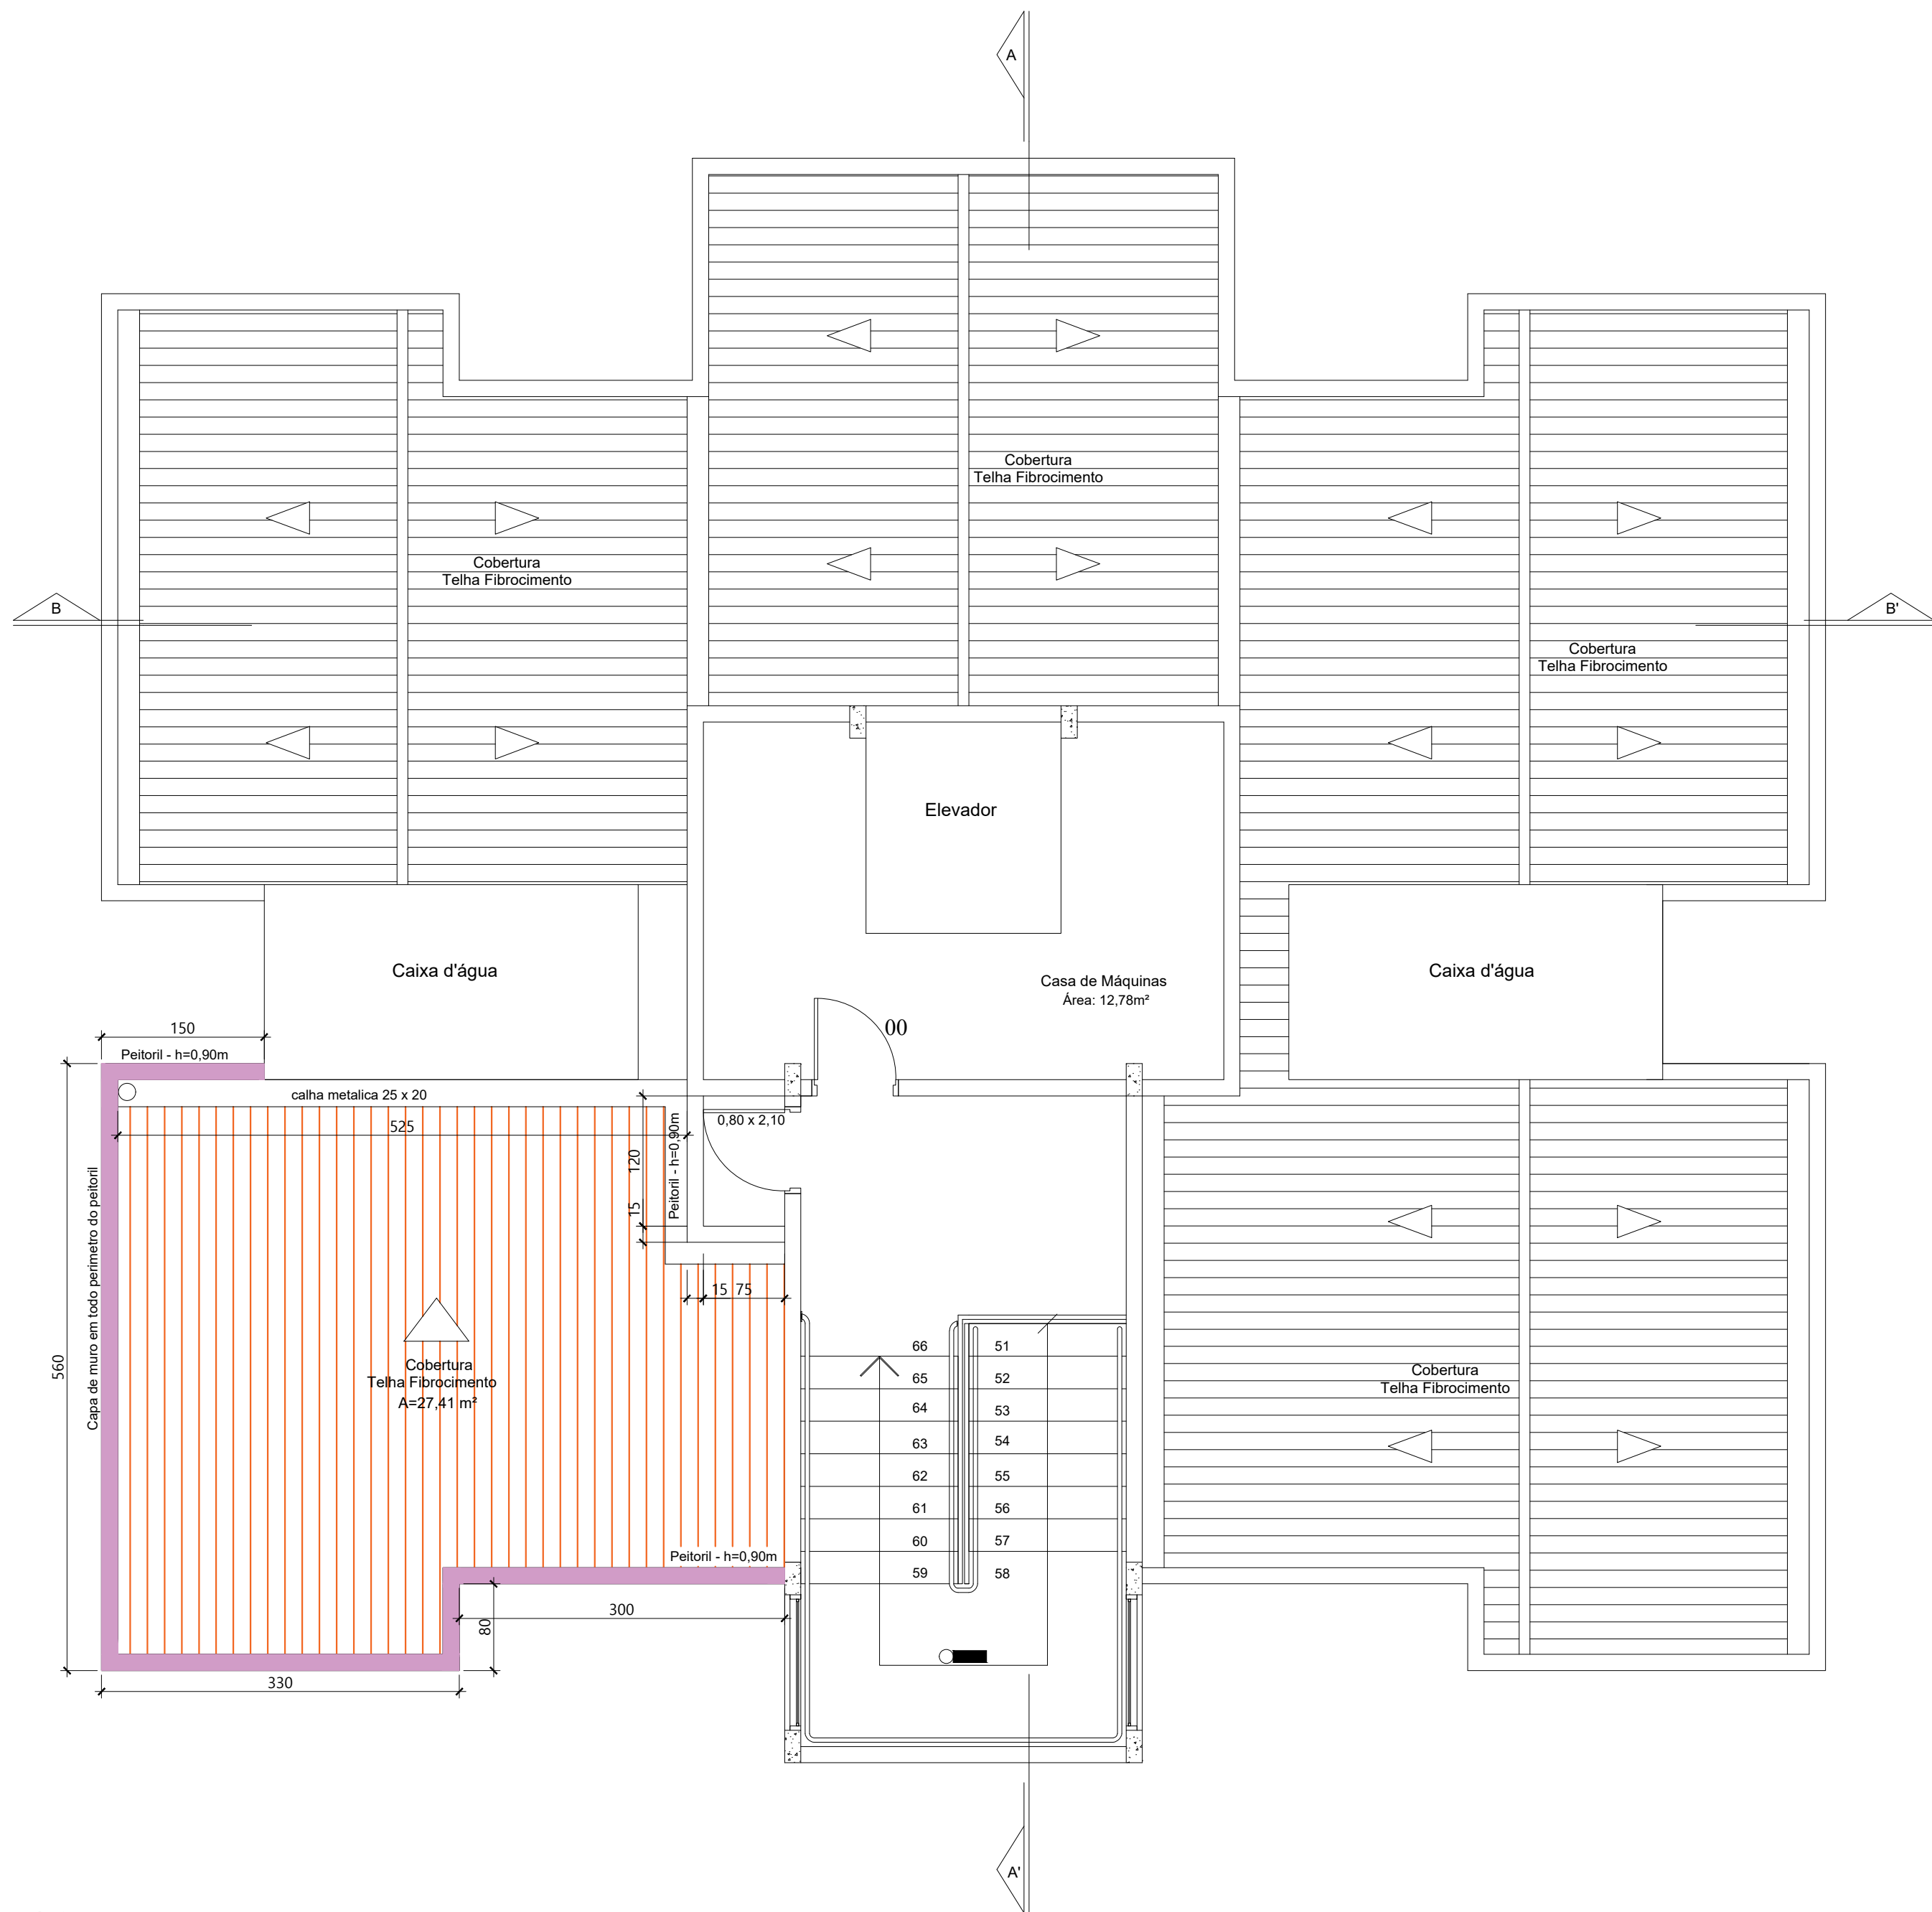 A
Cobertura
Telha Fibrocimento
Cobertura
Telha Fibrocimento
B
B'
Cobertura
Telha Fibrocimento
Elevador
Caixa d'água
Casa de Máquinas
Área: 12,78m²
Caixa d'água
150
00
Peitoril - h=0,90m
calha metalica 25 x 20
0,80 x 2,10
525
Peitoril - h=0,90m
120
15
Capa de muro em todo perimetro do peitoril
15
75
560
Cobertura
Telha Fibrocimento
A=27,41 m²
66
51
65
52
64
53
63
54
62
55
61
56
60
57
59
58
Cobertura
Telha Fibrocimento
Peitoril - h=0,90m
300
80
330
A'